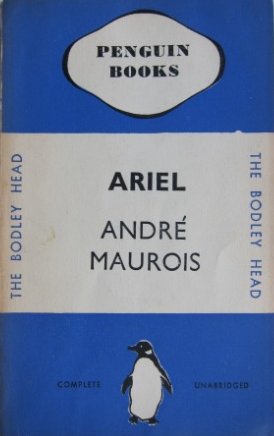 PENGUIN
BOOKS
THE BODLEY HEAD
ARIEL
ANDRÉ
MAUROIS
THE BODLEY HEAD
COMPLETE
UNABRIDGED